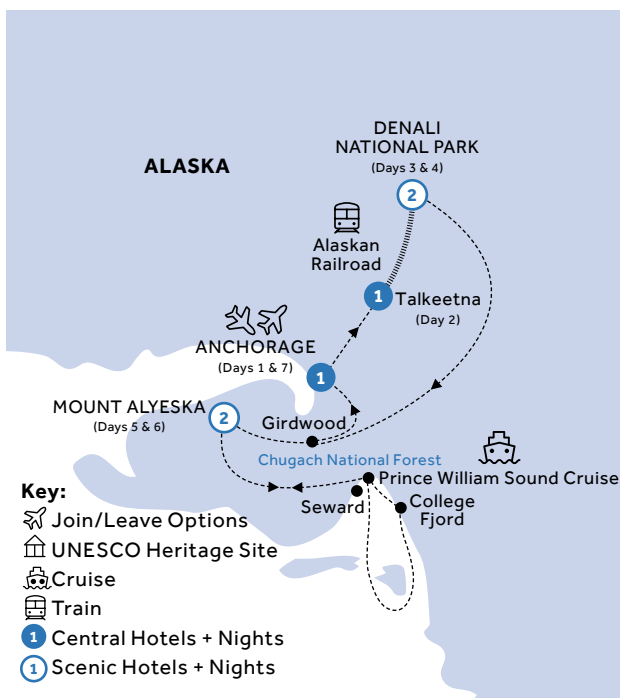 DENALI
NATIONAL PARK
(Days 3 & 4)
ALASKA
2
Alaskan
Railroad
1
Talkeetna
(Day 2)
ANCHORAGE
(Days 1 & 7)
1
MOUNT ALYESKA
(Days 5 & 6)
2
Girdwood
Chugach National Forest
Prince William Sound Cruise
Seward
College
Fjord
Key:
Join/Leave Options
UNESCO Heritage Site
Cruise
Train
1 Central Hotels + Nights
1 Scenic Hotels + Nights